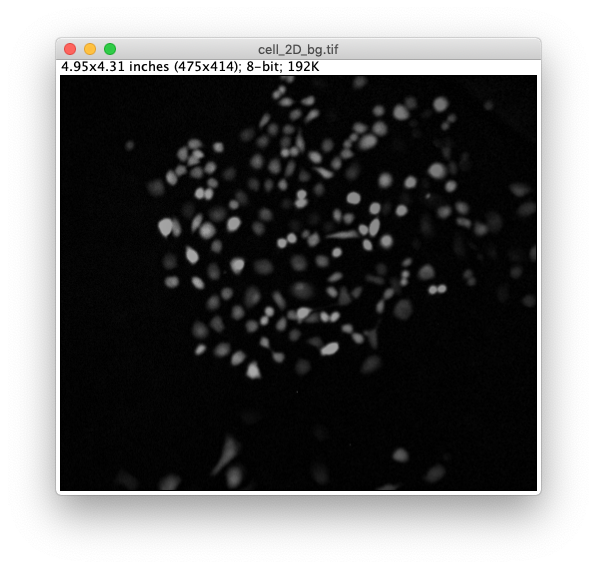 cell_2D_bg.tif
4.95x4.31 inches (475x414); 8-bit; 192K